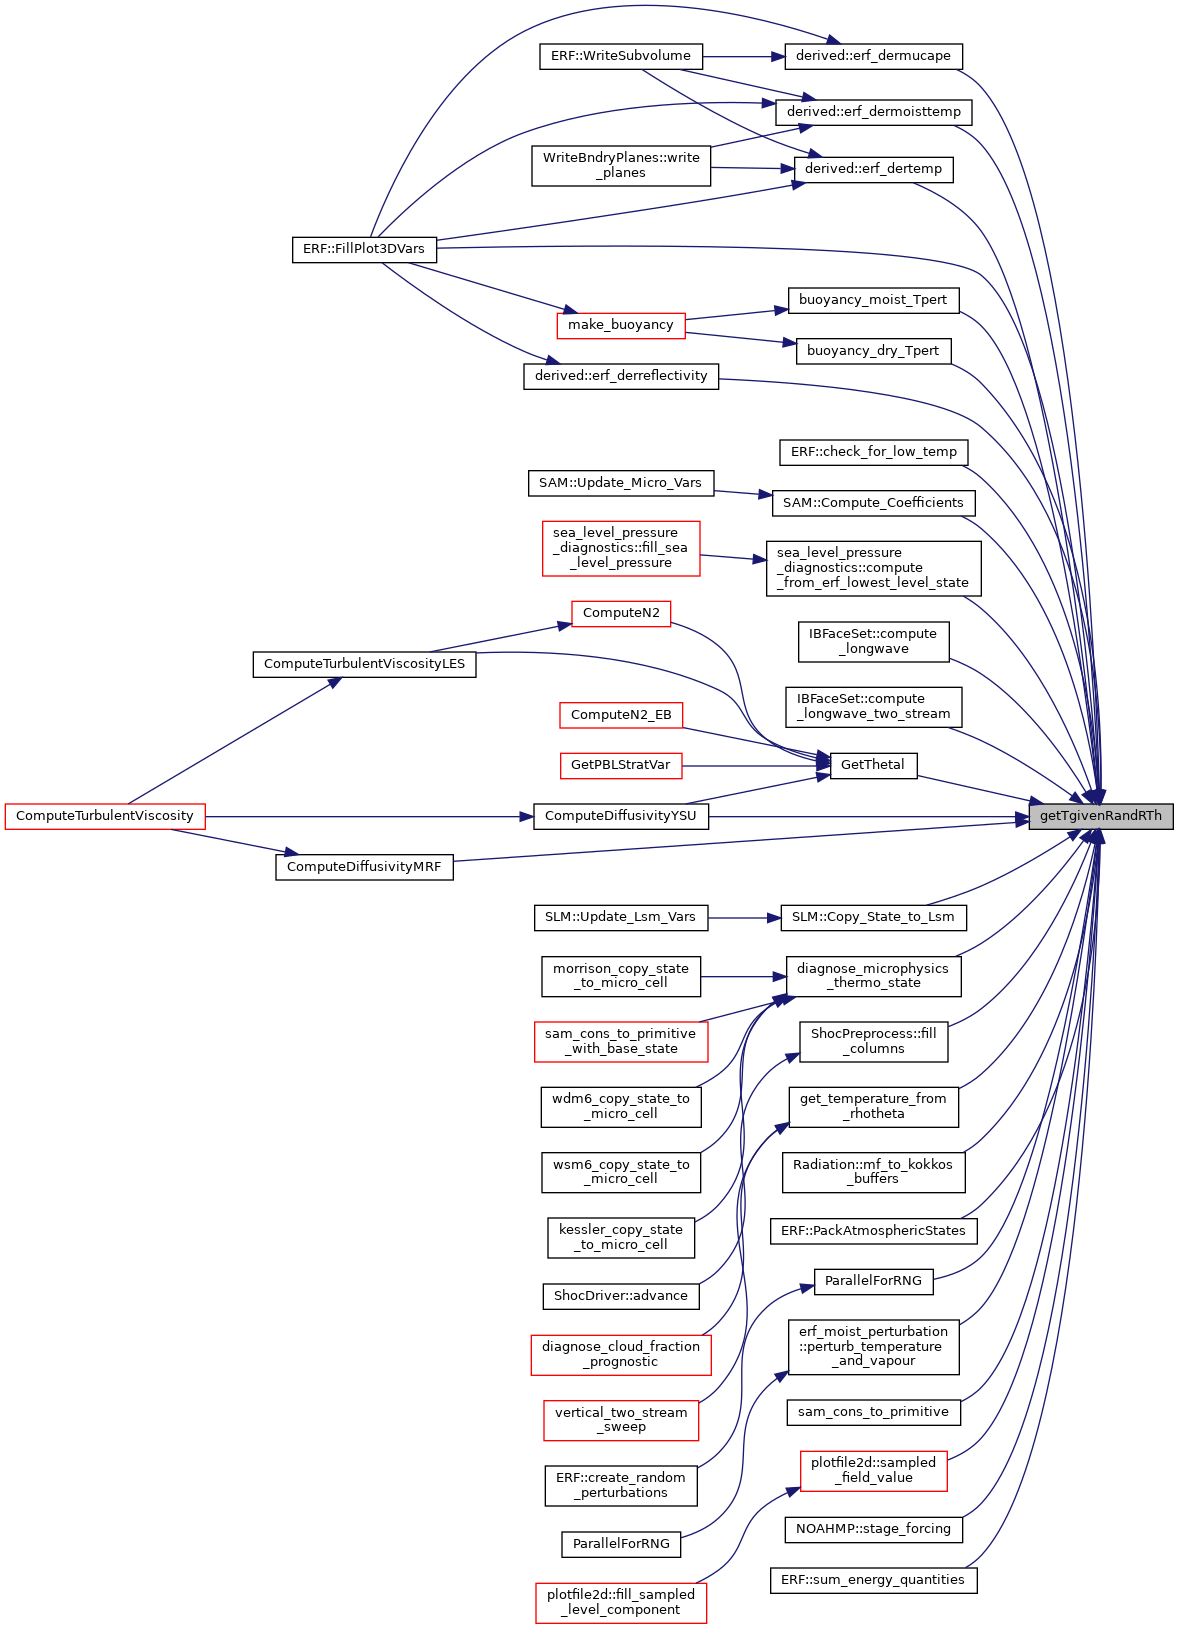 ERF::WriteSubvolume
derived::erf_dermucape
derived::erf_dermoisttemp
WriteBndryPlanes::write
_planes
derived::erf_dertemp
ERF::FillPlot3DVars
buoyancy_moist_Tpert
make_buoyancy
buoyancy_dry_Tpert
derived::erf_derreflectivity
ERF::check_for_low_temp
SAM::Update_Micro_Vars
SAM::Compute_Coefficients
sea_level_pressure
_diagnostics::fill_sea
_level_pressure
sea_level_pressure
_diagnostics::compute
_from_erf_lowest_level_state
ComputeN2
IBFaceSet::compute
_longwave
ComputeTurbulentViscosityLES
IBFaceSet::compute
_longwave_two_stream
ComputeN2_EB
GetPBLStratVar
GetThetal
ComputeTurbulentViscosity
ComputeDiffusivityYSU
getTgivenRandRTh
ComputeDiffusivityMRF
SLM::Update_Lsm_Vars
SLM::Copy_State_to_Lsm
morrison_copy_state
_to_micro_cell
diagnose_microphysics
_thermo_state
sam_cons_to_primitive
_with_base_state
ShocPreprocess::fill
_columns
wdm6_copy_state_to
_micro_cell
get_temperature_from
_rhotheta
wsm6_copy_state_to
_micro_cell
Radiation::mf_to_kokkos
_buffers
kessler_copy_state
_to_micro_cell
ERF::PackAtmosphericStates
ShocDriver::advance
ParallelForRNG
diagnose_cloud_fraction
_prognostic
erf_moist_perturbation
::perturb_temperature
_and_vapour
vertical_two_stream
_sweep
sam_cons_to_primitive
ERF::create_random
_perturbations
plotfile2d::sampled
_field_value
ParallelForRNG
NOAHMP::stage_forcing
plotfile2d::fill_sampled
_level_component
ERF::sum_energy_quantities